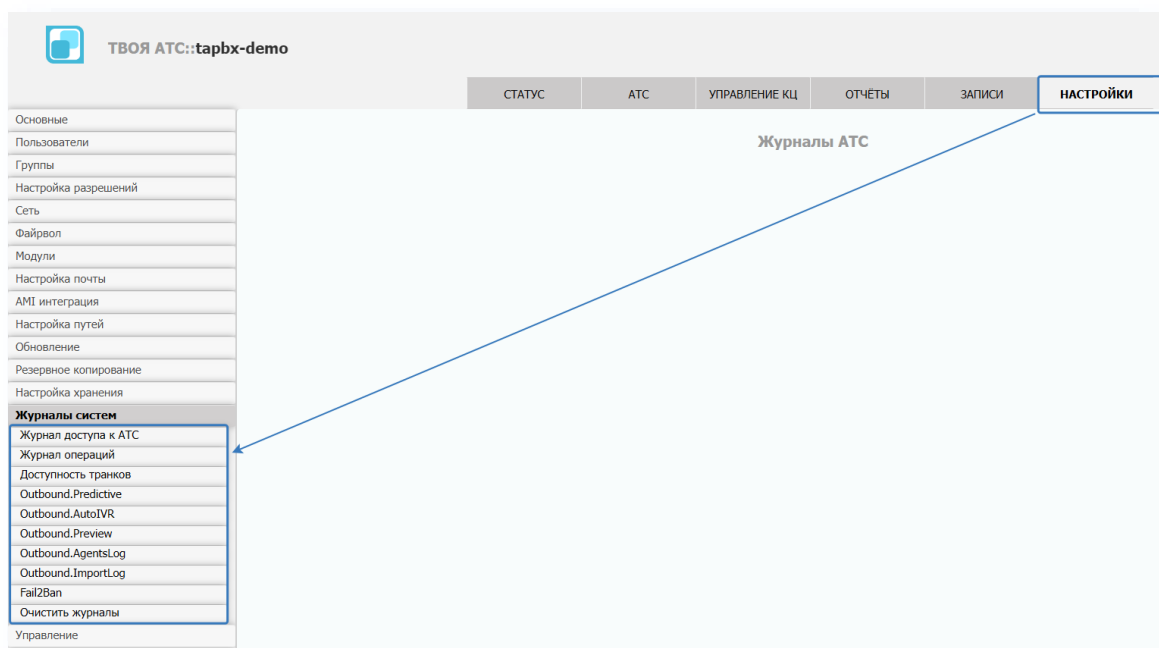 ТВОЯ АТС::tapbx-demo
СТАТУС АТС УПРАВЛЕНИЕ КЦ ОТЧЁТЫ ЗАПИСИ НАСТРОЙКИ
Основные
Пользователи
Группы
Настройка разрешений
Сеть
Файрвол
Модули
Настройка почты
AMI интеграция
Настройка путей
Обновление
Резервное копирование
Настройка хранения
Журналы систем
Журнал доступа к АТС
Журнал операций
Доступность транков
Outbound.Predictive
Outbound.AutoIVR
Outbound.Preview
Outbound.AgentsLog
Outbound.ImportLog
Fail2Ban
Очистить журналы
Управление
Журналы АТС